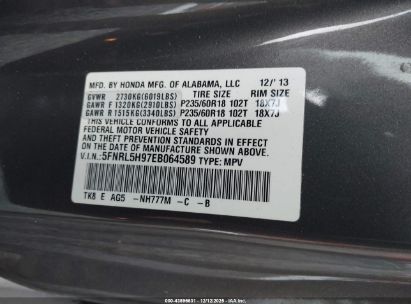 MFD. BY HONDA MFG. OF ALABAMA, LLC 12/'13
GVWR 2730KG(6019LBS) TIRE SIZE RIM SIZE
GAWR F 1320KG(2910LBS) P235/60R18 102T 18X7J
GAWR R 1515KG(3340LBS) P235/60R18 102T 18X7J
THIS VEHICLE CONFORMS TO ALL APPLICABLE
FEDERAL MOTOR VEHICLE SAFETY, BUMPER
AND THEFT PREVENTION STANDARDS IN EFFECT
ON THE DATE OF MANUFACTURE SHOWN ABOVE.
V.I.N: 5FNRL5H97EB064589 TYPE: MPV
TK8 E AG5 -NH777M -C -B